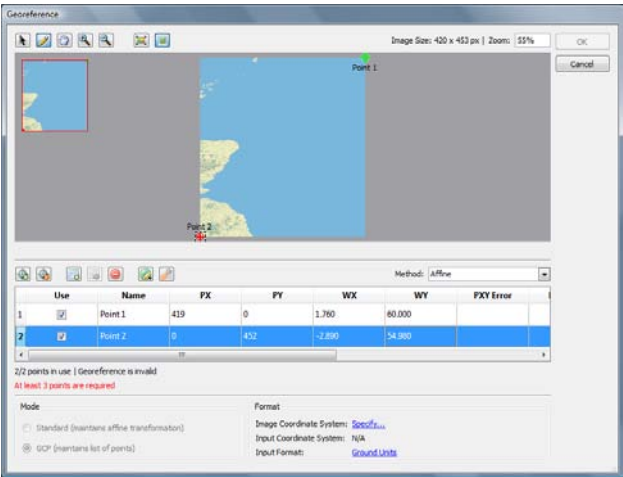 Georeference
Image Size: 420 x 453 px | Zoom: 55%
OK
Cancel
Point 1
Point 2
Method: Affine
Use Name PX PY WX WY PXY Error
1 Point 1 419 0 1.760 60.000
2 Point 2 0 452 -2.890 54.980
2/2 points in use | Georeference is invalid
At least 3 points are required
Mode
Standard (maintains affine transformation)
GCP (maintains list of points)
Format
Image Coordinate System: Specify...
Input Coordinate System: N/A
Input Format: Ground Units